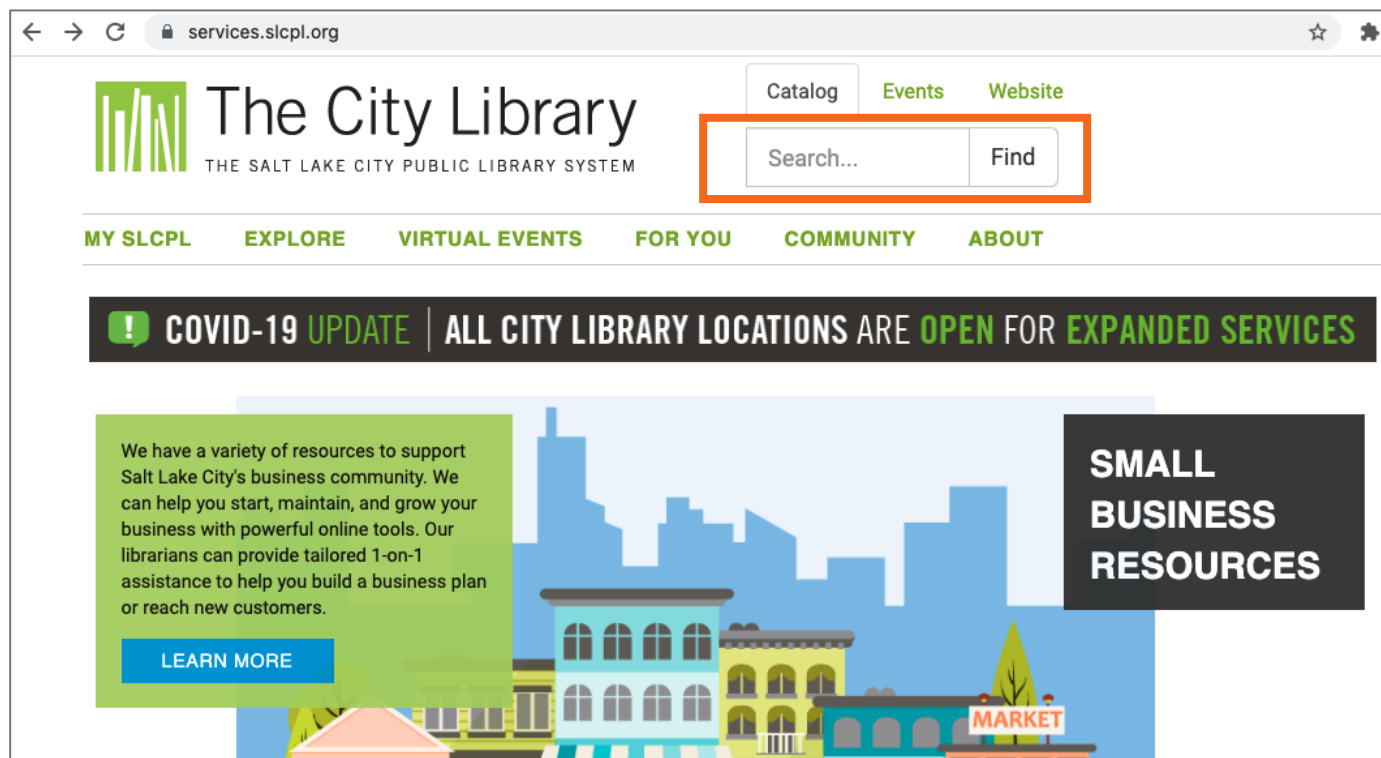 services.slcpl.org
The City Library
THE SALT LAKE CITY PUBLIC LIBRARY SYSTEM
Catalog Events Website
Search... Find
MY SLCPL EXPLORE VIRTUAL EVENTS FOR YOU COMMUNITY ABOUT
! COVID-19 UPDATE | ALL CITY LIBRARY LOCATIONS ARE OPEN FOR EXPANDED SERVICES
We have a variety of resources to support
Salt Lake City's business community. We
can help you start, maintain, and grow your
business with powerful online tools. Our
librarians can provide tailored 1-on-1
assistance to help you build a business plan
or reach new customers.
LEARN MORE
SMALL
BUSINESS
RESOURCES
MARKET